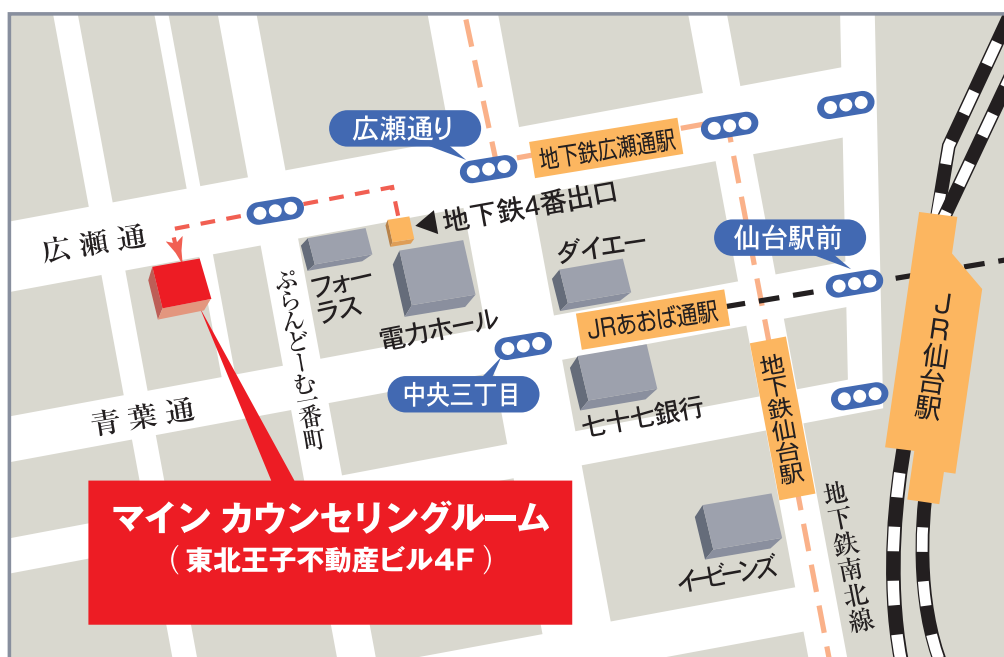 広瀬通り
地下鉄広瀬通駅
地下鉄4番出口
広瀬通
ダイエー
仙台駅前
フォー
ラス
電力ホール
JRあおば通駅
ぷらんどーむ一番町
中央三丁目
JR仙台駅
青葉通
七十七銀行
地下鉄仙台駅
マイン カウンセリングルーム
(東北王子不動産ビル4F)
イービーンズ
地下鉄南北線